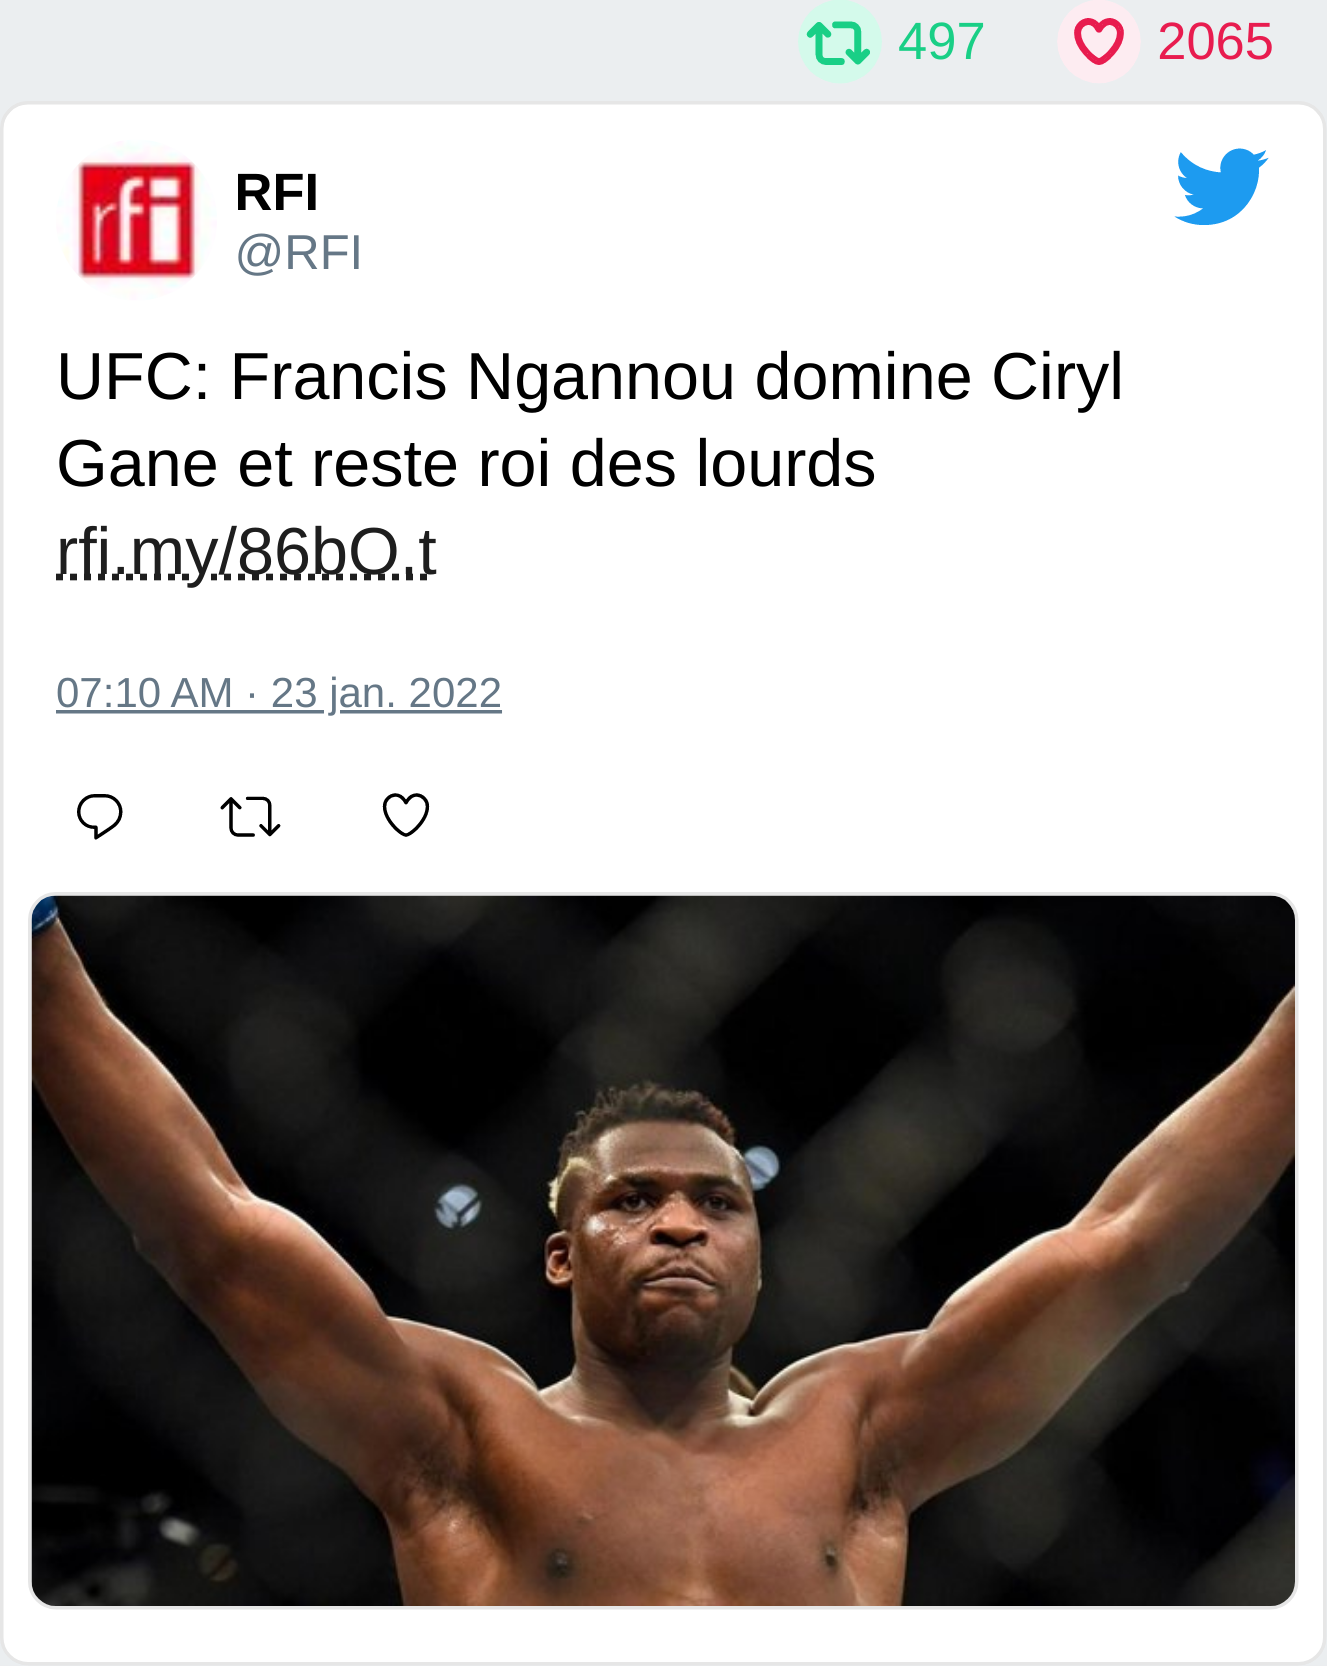 497 2065
rfi
RFI
@RFI
UFC: Francis Ngannou domine Ciryl
Gane et reste roi des lourds
rfi.my/86bO.t
07:10 AM · 23 jan. 2022